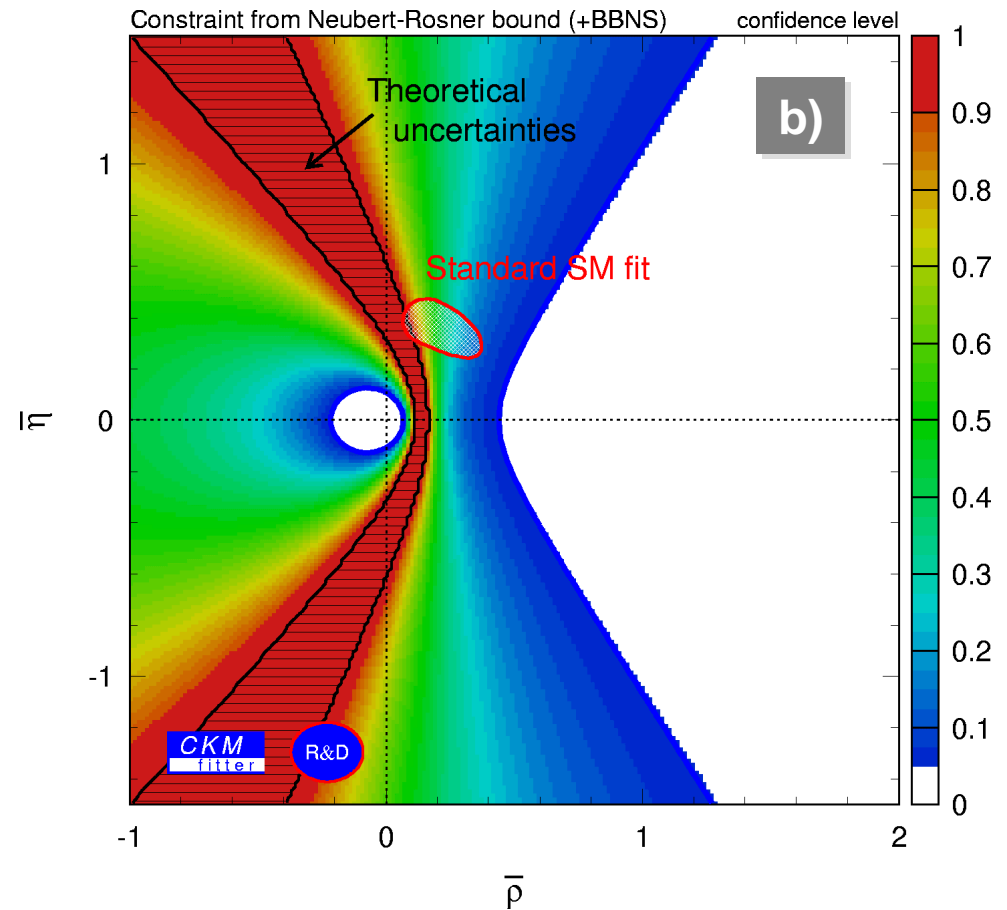 Constraint from Neubert-Rosner bound (+BBNS)
confidence level
b)
Theoretical
uncertainties
Standard SM fit
CKM
fitter
R&D
η̅
1
0
-1
-1
0
1
2
ρ̅
1
0.9
0.8
0.7
0.6
0.5
0.4
0.3
0.2
0.1
0